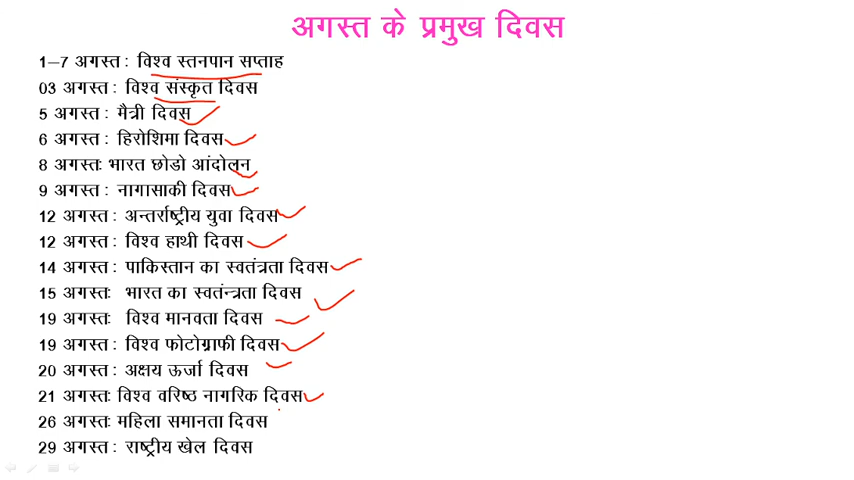 अगस्त के प्रमुख दिवस
1–7 अगस्त : विश्व स्तनपान सप्ताह
03 अगस्त : विश्व संस्कृत दिवस
5 अगस्त : मैत्री दिवस
6 अगस्त : हिरोशिमा दिवस
8 अगस्तः भारत छोडो आंदोलन
9 अगस्त : नागासाकी दिवस
12 अगस्त : अन्तर्राष्ट्रीय युवा दिवस
12 अगस्त : विश्व हाथी दिवस
14 अगस्त : पाकिस्तान का स्वतंत्रता दिवस
15 अगस्तः भारत का स्वतंन्त्रता दिवस
19 अगस्तः विश्व मानवता दिवस
19 अगस्त : विश्व फोटोग्राफी दिवस
20 अगस्त : अक्षय ऊर्जा दिवस
21 अगस्तः विश्व वरिष्ठ नागरिक दिवस
26 अगस्तः महिला समानता दिवस
29 अगस्त : राष्ट्रीय खेल दिवस